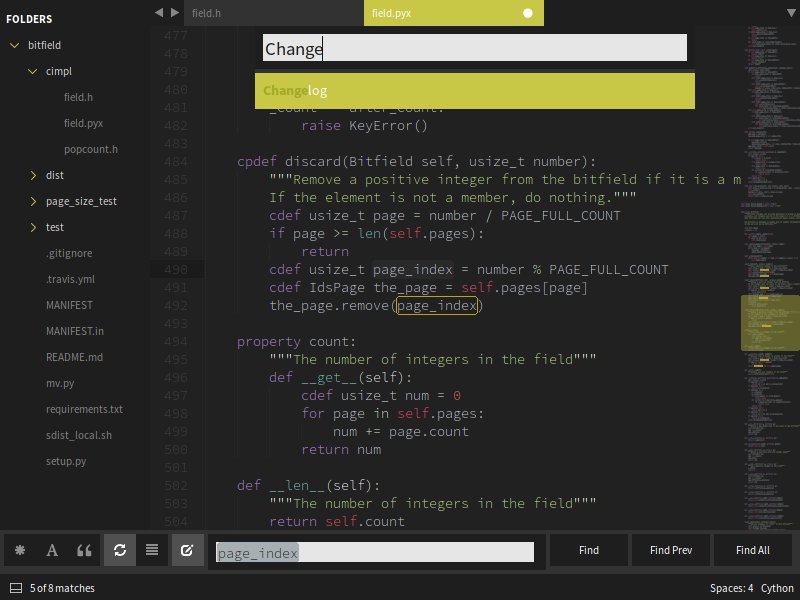 FOLDERS
bitfield
cimpl
field.h
field.pyx
popcount.h
dist
page_size_test
test
.gitignore
.travis.yml
MANIFEST
MANIFEST.in
README.md
mv.py
requirements.txt
sdist_local.sh
setup.py
field.h
field.pyx
Change
Changelog
477
478
479
480
481
482 raise KeyError()
483
484 cpdef discard(Bitfield self, usize_t number):
485 """Remove a positive integer from the bitfield if it is a m
486 If the element is not a member, do nothing."""
487 cdef usize_t page = number / PAGE_FULL_COUNT
488 if page >= len(self.pages):
489 return
490 cdef usize_t page_index = number % PAGE_FULL_COUNT
491 cdef IdsPage the_page = self.pages[page]
492 the_page.remove(page_index)
493
494 property count:
495 """The number of integers in the field"""
496 def __get__(self):
497 cdef usize_t num = 0
498 for page in self.pages:
499 num += page.count
500 return num
501
502 def __len__(self):
503 """The number of integers in the field"""
504 return self.count
page_index
Find
Find Prev
Find All
5 of 8 matches
Spaces: 4 Cython